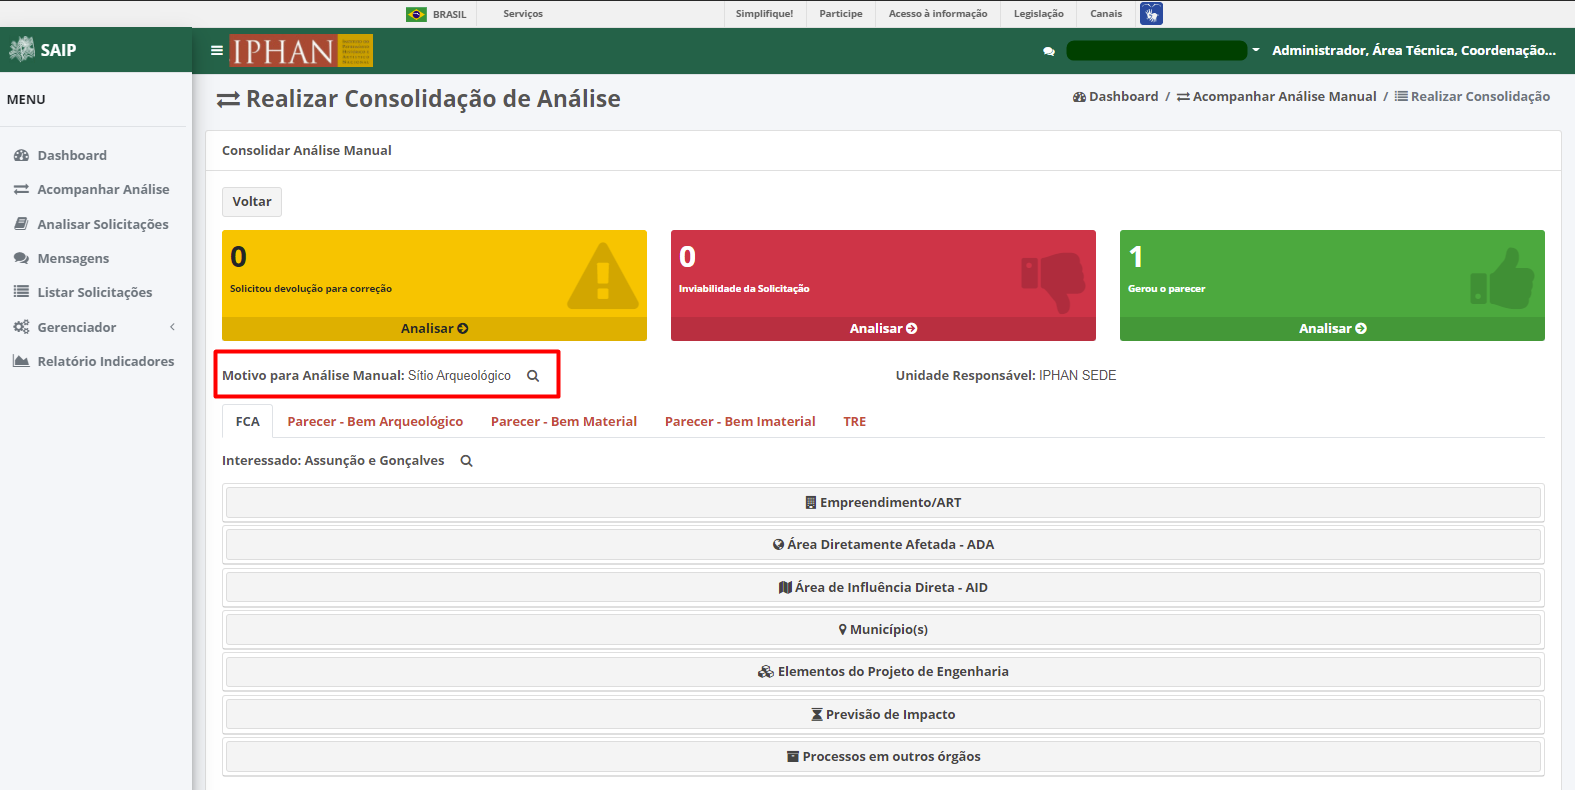 BRASIL Serviços Simplifique! Participe Acesso à informação Legislação Canais
SAIP
IPHAN
Administrador, Área Técnica, Coordenação...
MENU
Dashboard
Acompanhar Análise
Analisar Solicitações
Mensagens
Listar Solicitações
Gerenciador
Relatório Indicadores
Realizar Consolidação de Análise
Dashboard / Acompanhar Análise Manual / Realizar Consolidação
Consolidar Análise Manual
Voltar
0
Solicitou devolução para correção
Analisar
0
Inviabilidade da Solicitação
Analisar
1
Gerou o parecer
Analisar
Motivo para Análise Manual: Sítio Arqueológico
Unidade Responsável: IPHAN SEDE
FCA Parecer - Bem Arqueológico Parecer - Bem Material Parecer - Bem Imaterial TRE
Interessado: Assunção e Gonçalves
Empreendimento/ART
Área Diretamente Afetada - ADA
Área de Influência Direta - AID
Município(s)
Elementos do Projeto de Engenharia
Previsão de Impacto
Processos em outros órgãos